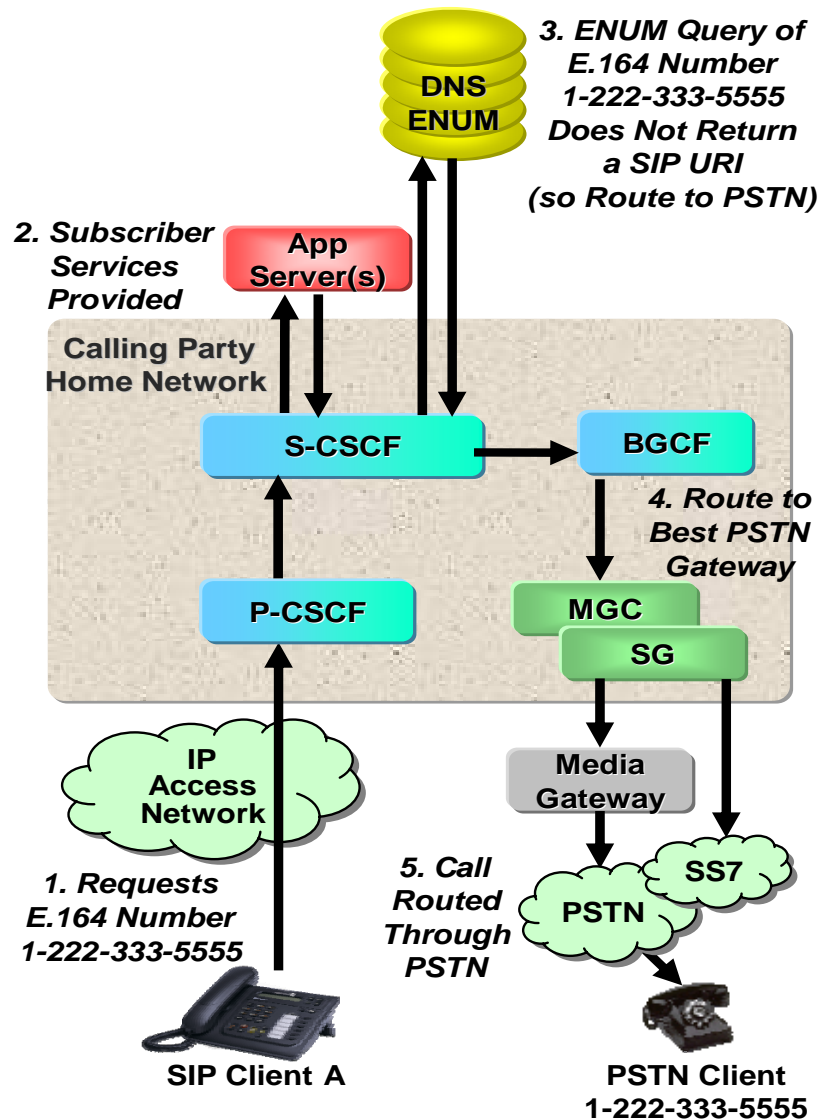 3. ENUM Query of
E.164 Number
1-222-333-5555
Does Not Return
a SIP URI
(so Route to PSTN)
DNS
ENUM
2. Subscriber
Services
Provided
App
Server(s)
Calling Party
Home Network
S-CSCF
BGCF
4. Route to
Best PSTN
Gateway
P-CSCF
MGC
SG
IP
Access
Network
Media
Gateway
1. Requests
E.164 Number
1-222-333-5555
5. Call
Routed
Through
PSTN
SS7
PSTN
SIP Client A
PSTN Client
1-222-333-5555